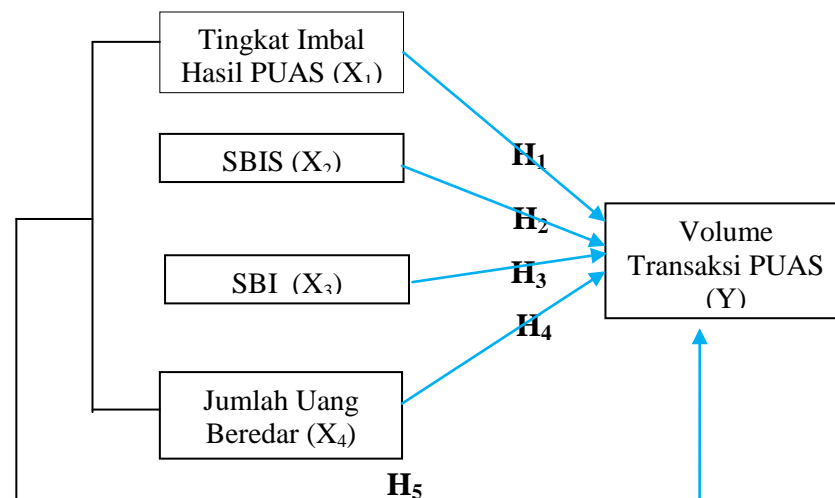 Tingkat Imbal
Hasil PUAS (X₁)
SBIS (X₂)
H₁
H₂
Volume
Transaksi PUAS
(Y)
SBI (X₃)
H₃
H₄
Jumlah Uang
Beredar (X₄)
H₅